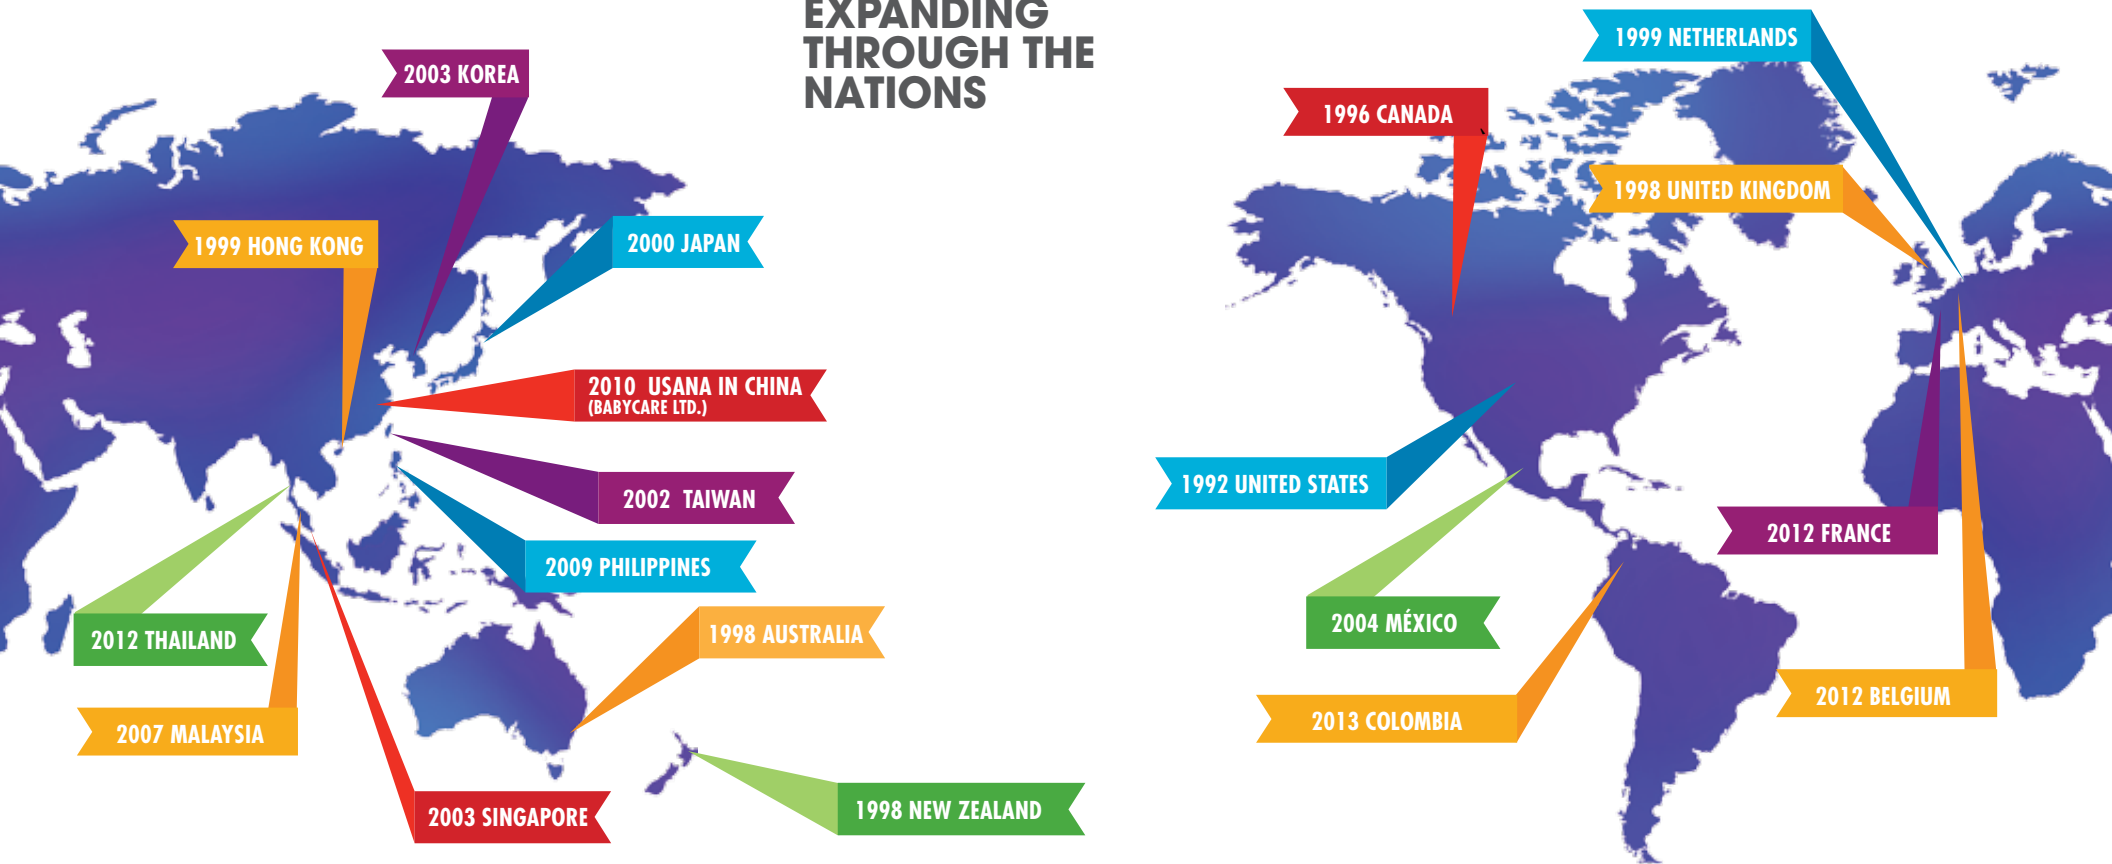 EXPANDING
THROUGH THE
NATIONS
2003 KOREA
1999 HONG KONG
2000 JAPAN
2010 USANA IN CHINA
(BABYCARE LTD.)
2002 TAIWAN
2009 PHILIPPINES
2012 THAILAND
1998 AUSTRALIA
2007 MALAYSIA
2003 SINGAPORE
1998 NEW ZEALAND
1999 NETHERLANDS
1996 CANADA
1998 UNITED KINGDOM
1992 UNITED STATES
2012 FRANCE
2004 MÉXICO
2012 BELGIUM
2013 COLOMBIA